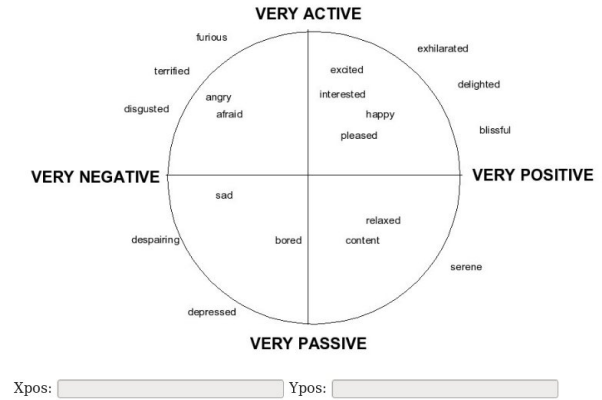 VERY ACTIVE
furious
exhilarated
terrified
excited
delighted
angry
interested
disgusted
afraid
happy
blissful
pleased
VERY NEGATIVE
VERY POSITIVE
sad
relaxed
despairing
bored
content
serene
depressed
VERY PASSIVE
Xpos: Ypos: